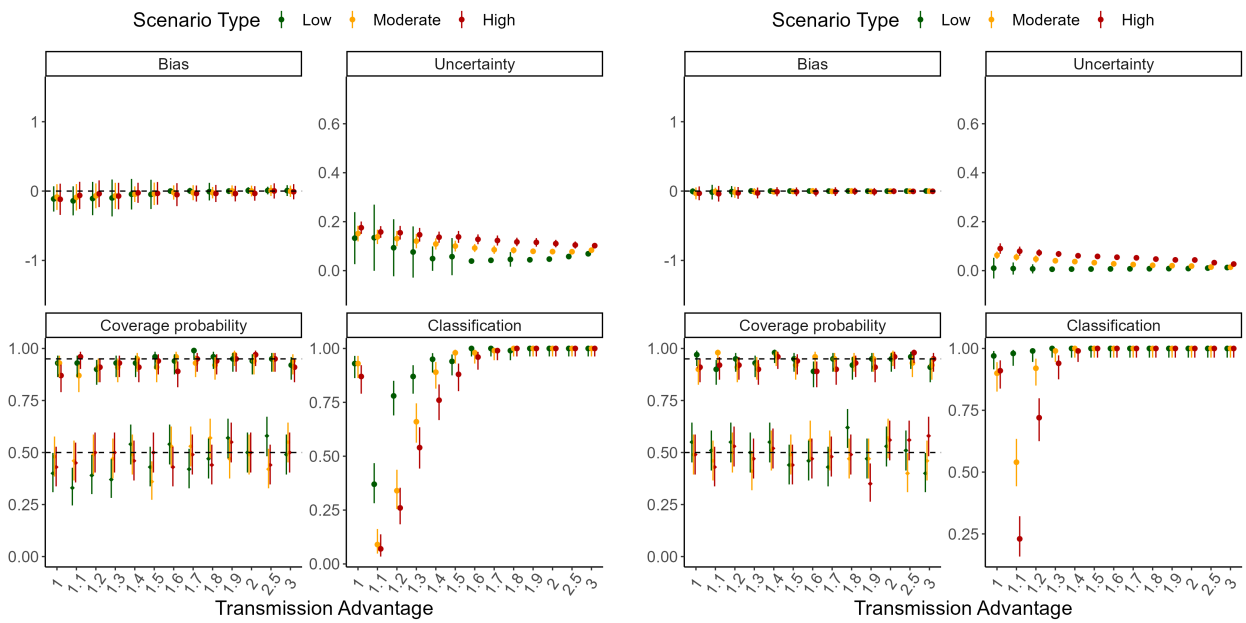 Scenario Type Low Moderate High
Bias Uncertainty
1
0
-1
0.6
0.4
0.2
0.0
Coverage probability Classification
1.00
0.75
0.50
0.25
0.00
1.00
0.75
0.50
0.25
0.00
1 1.1 1.2 1.3 1.4 1.5 1.6 1.7 1.8 1.9 2 2.5 3
1 1.1 1.2 1.3 1.4 1.5 1.6 1.7 1.8 1.9 2 2.5 3
Transmission Advantage
Scenario Type Low Moderate High
Bias Uncertainty
1
0
-1
0.6
0.4
0.2
0.0
Coverage probability Classification
1.00
0.75
0.50
0.25
0.00
1.00
0.75
0.50
0.25
1 1.1 1.2 1.3 1.4 1.5 1.6 1.7 1.8 1.9 2 2.5 3
1 1.1 1.2 1.3 1.4 1.5 1.6 1.7 1.8 1.9 2 2.5 3
Transmission Advantage